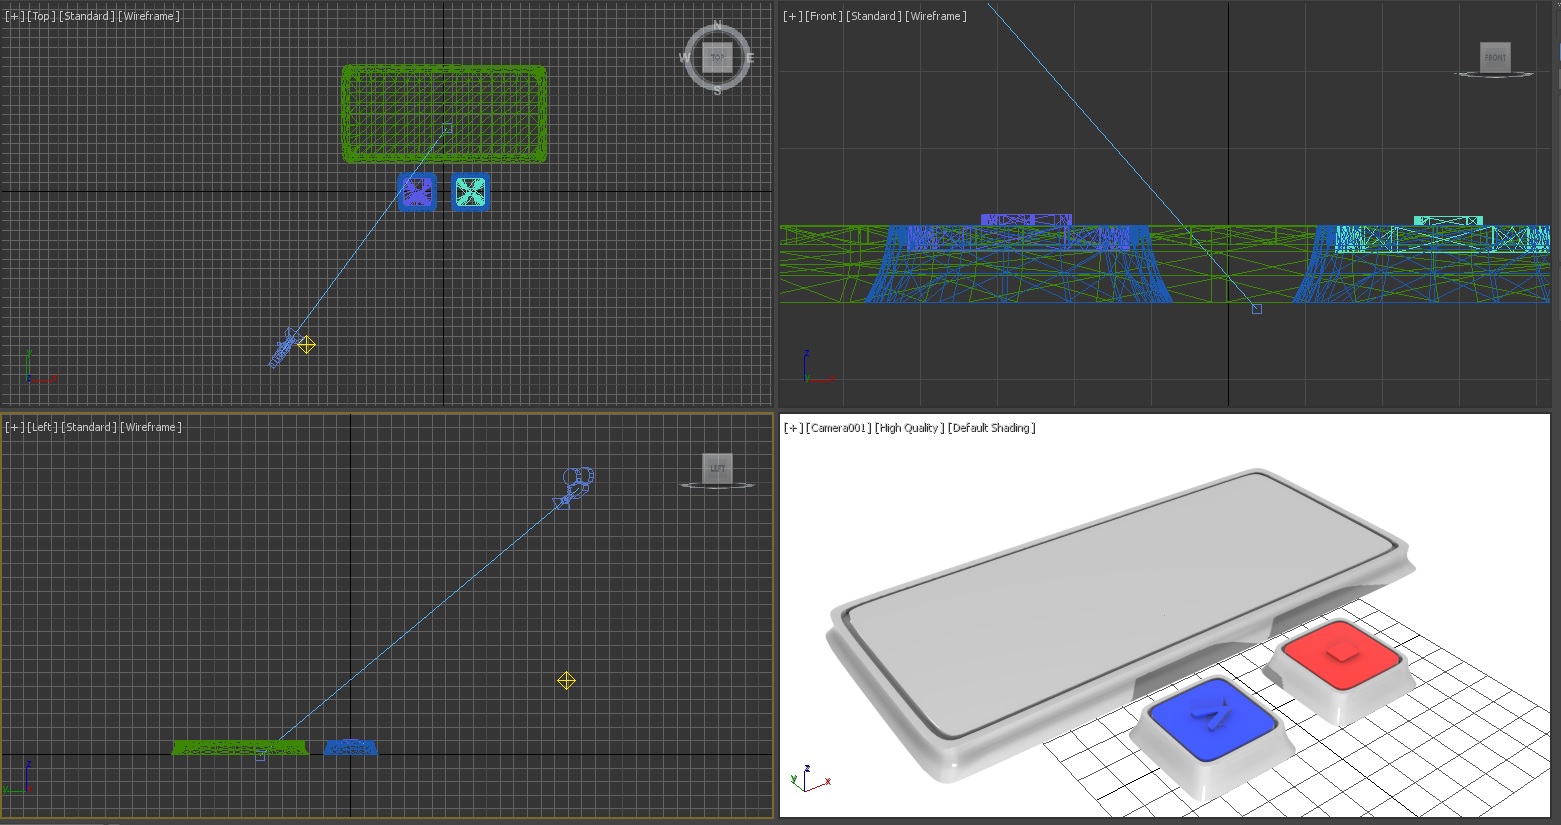 [+] [Top] [Standard] [Wireframe]
N
W TOP E
S
[+] [Front] [Standard] [Wireframe]
FRONT
z
y
x
[+] [Left] [Standard] [Wireframe]
LEFT
z
y
[+] [Camera001] [High Quality] [Default Shading]
z
y
x